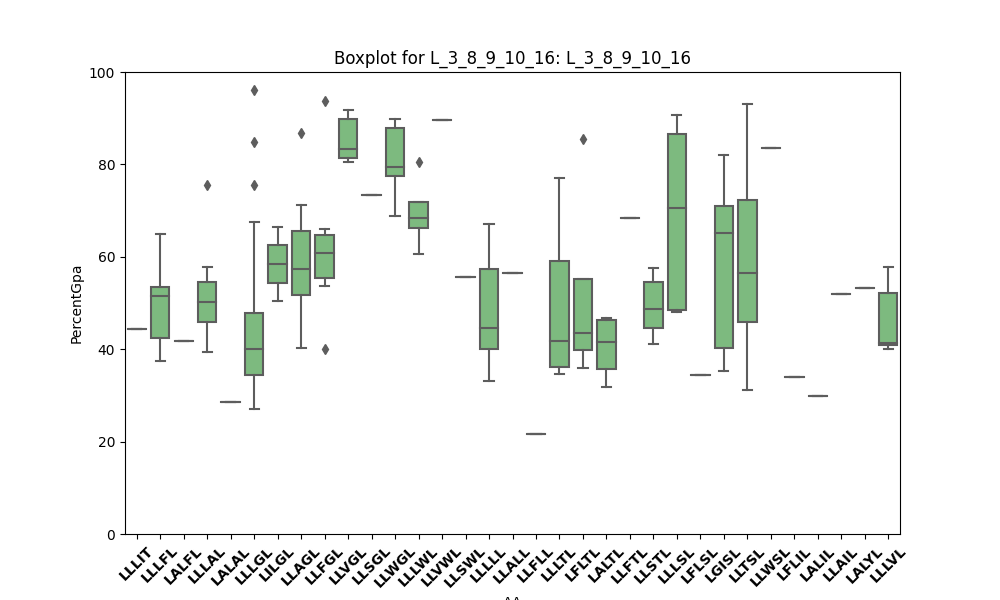 Boxplot for L_3_8_9_10_16: L_3_8_9_10_16
100
80
60
40
20
0
PercentGpa
LLLIT
LLLFL
LALFL
LLLAL
LALAL
LLLGL
LILGL
LLAGL
LLFGL
LLVGL
LLSGL
LLWGL
LLLWL
LLVWL
LLSWL
LLLLL
LLALL
LLFLL
LLLTL
LFLTL
LALTL
LLFTL
LLSTL
LLLSL
LFLSL
LGISL
LLTSL
LLWSL
LFLIL
LALIL
LLAIL
LALYL
LLLVL
AA